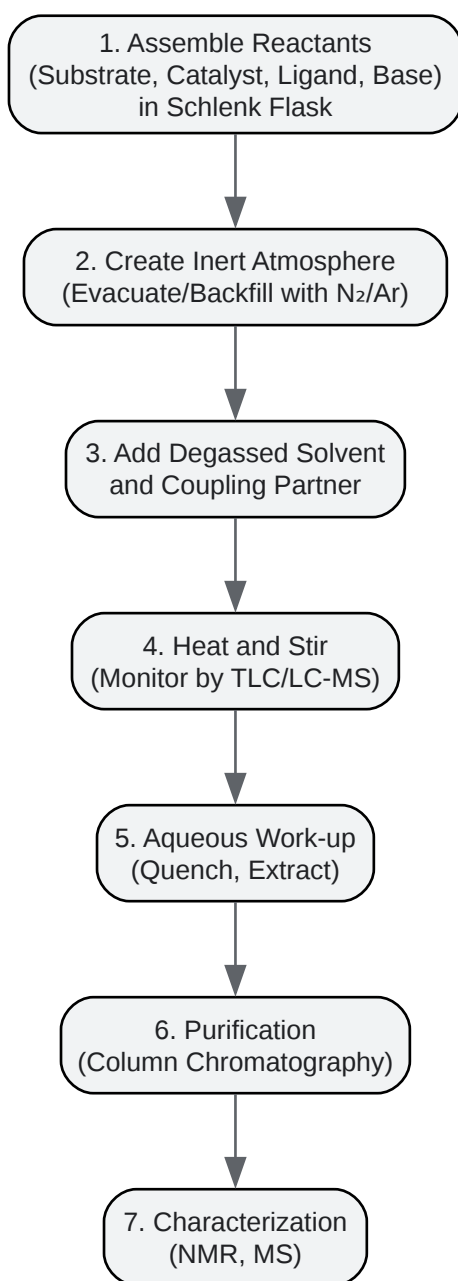 1. Assemble Reactants
(Substrate, Catalyst, Ligand, Base)
in Schlenk Flask
2. Create Inert Atmosphere
(Evacuate/Backfill with N₂/Ar)
3. Add Degassed Solvent
and Coupling Partner
4. Heat and Stir
(Monitor by TLC/LC-MS)
5. Aqueous Work-up
(Quench, Extract)
6. Purification
(Column Chromatography)
7. Characterization
(NMR, MS)